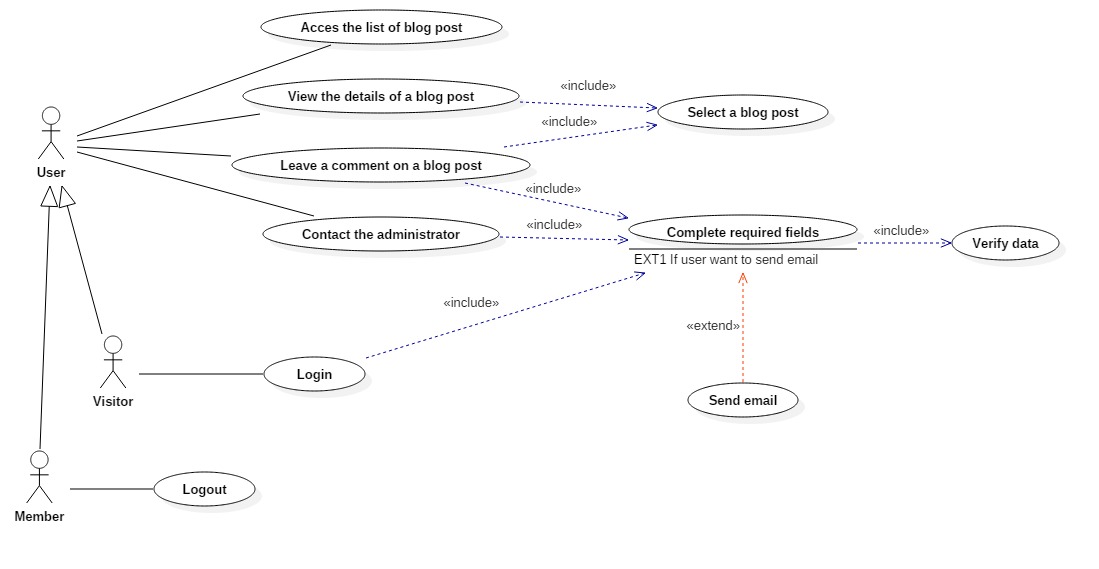 Acces the list of blog post
View the details of a blog post
«include»
Select a blog post
«include»
User
Leave a comment on a blog post
«include»
Contact the administrator
«include»
Complete required fields
«include»
Verify data
EXT1 If user want to send email
«include»
«extend»
Login
Visitor
Send email
Logout
Member